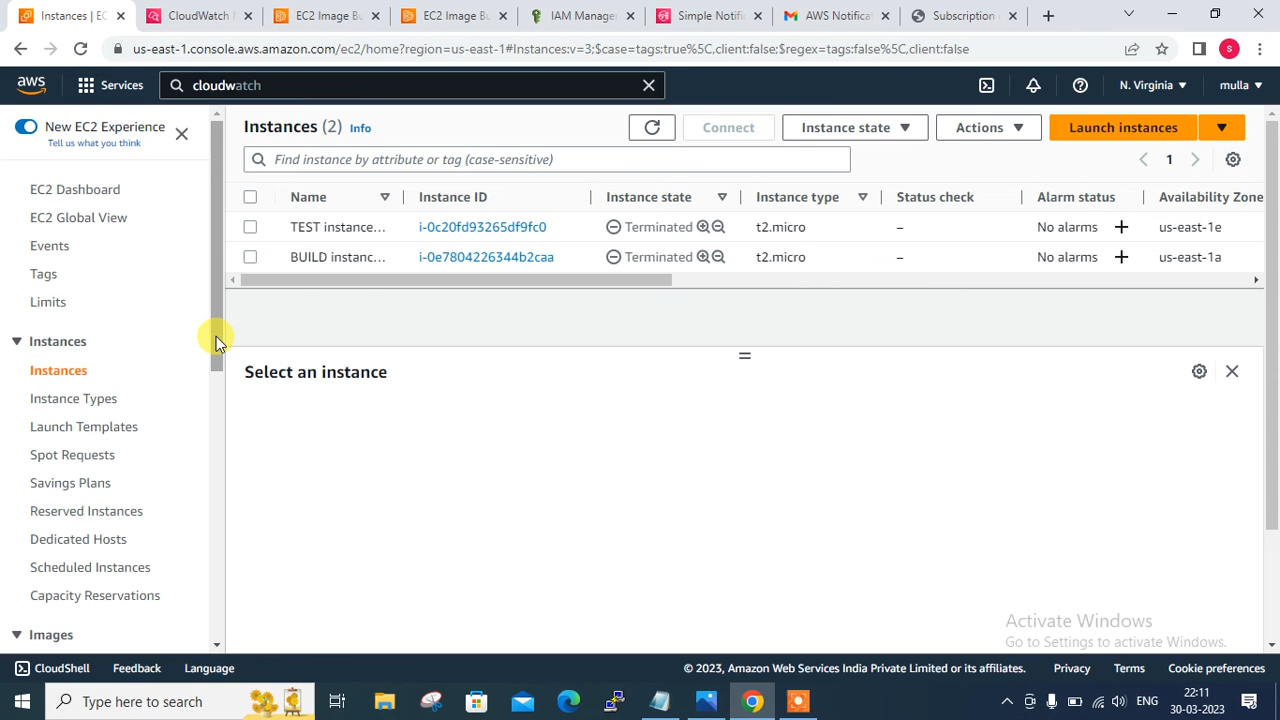 Instances | EC
CloudWatch M
EC2 Image Bu
EC2 Image Bu
IAM Manage
Simple Notifi
AWS Notificat
Subscription
us-east-1.console.aws.amazon.com/ec2/home?region=us-east-1#Instances:v=3;$case=tags:true%5C,client:false;$regex=tags:false%5C,client:false
S
aws
Services
cloudwatch
N. Virginia
mulla
New EC2 Experience
Tell us what you think
EC2 Dashboard
EC2 Global View
Events
Tags
Limits
Instances
Instances
Instance Types
Launch Templates
Spot Requests
Savings Plans
Reserved Instances
Dedicated Hosts
Scheduled Instances
Capacity Reservations
Images
Instances (2) Info
Connect
Instance state
Actions
Launch instances
Find instance by attribute or tag (case-sensitive)
1
Name Instance ID Instance state Instance type Status check Alarm status Availability Zone
TEST instance... i-0c20fd93265df9fc0 Terminated t2.micro – No alarms + us-east-1e
BUILD instanc... i-0e7804226344b2caa Terminated t2.micro – No alarms + us-east-1a
Select an instance
Activate Windows
Go to Settings to activate Windows.
CloudShell Feedback Language © 2023, Amazon Web Services India Private Limited or its affiliates. Privacy Terms Cookie preferences
Type here to search
ENG
22:11
30-03-2023